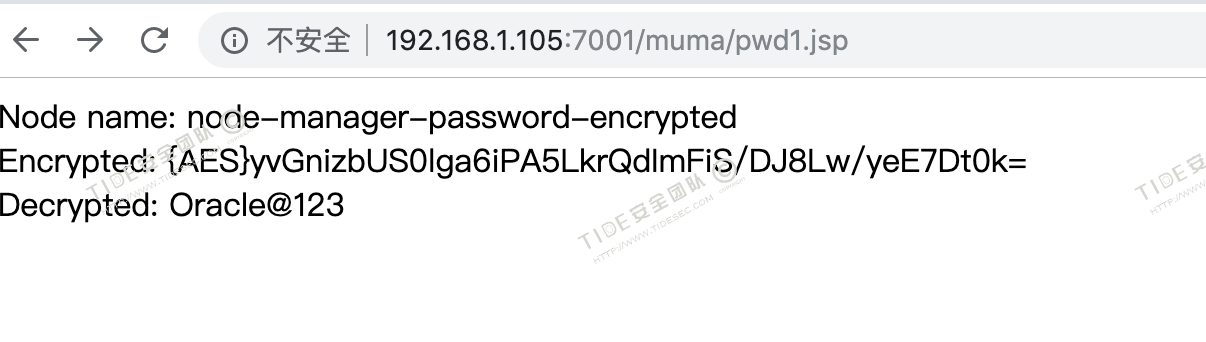 不安全 192.168.1.105:7001/muma/pwd1.jsp
Node name: node-manager-password-encrypted
Encrypted: {AES}yvGnizbUS0lga6iPA5LkrQdlmFiS/DJ8Lw/yeE7Dt0k=
Decrypted: Oracle@123
TIDE安全团队
HTTP://WWW.TIDESEC.COM
TIDE安全团队
HTTP://WWW.TIDESEC.COM
TIDE安
HTTP://WWW